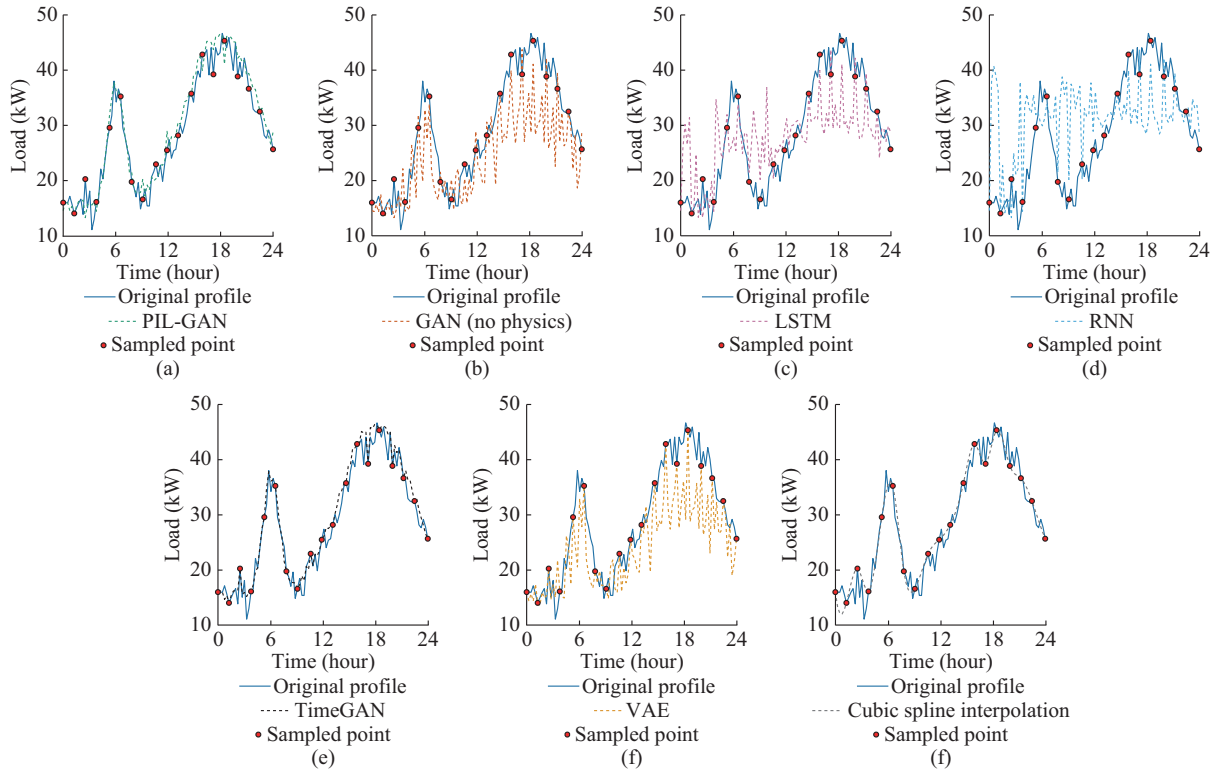 50
40
30
20
10
Load (kW)
0 6 12 18 24
Time (hour)
Original profile
PIL-GAN
Sampled point
(a)
50
40
30
20
10
Load (kW)
0 6 12 18 24
Time (hour)
Original profile
GAN (no physics)
Sampled point
(b)
50
40
30
20
10
Load (kW)
0 6 12 18 24
Time (hour)
Original profile
LSTM
Sampled point
(c)
50
40
30
20
10
Load (kW)
0 6 12 18 24
Time (hour)
Original profile
RNN
Sampled point
(d)
50
40
30
20
10
Load (kW)
0 6 12 18 24
Time (hour)
Original profile
TimeGAN
Sampled point
(e)
50
40
30
20
10
Load (kW)
0 6 12 18 24
Time (hour)
Original profile
VAE
Sampled point
(f)
50
40
30
20
10
Load (kW)
0 6 12 18 24
Time (hour)
Original profile
Cubic spline interpolation
Sampled point
(f)